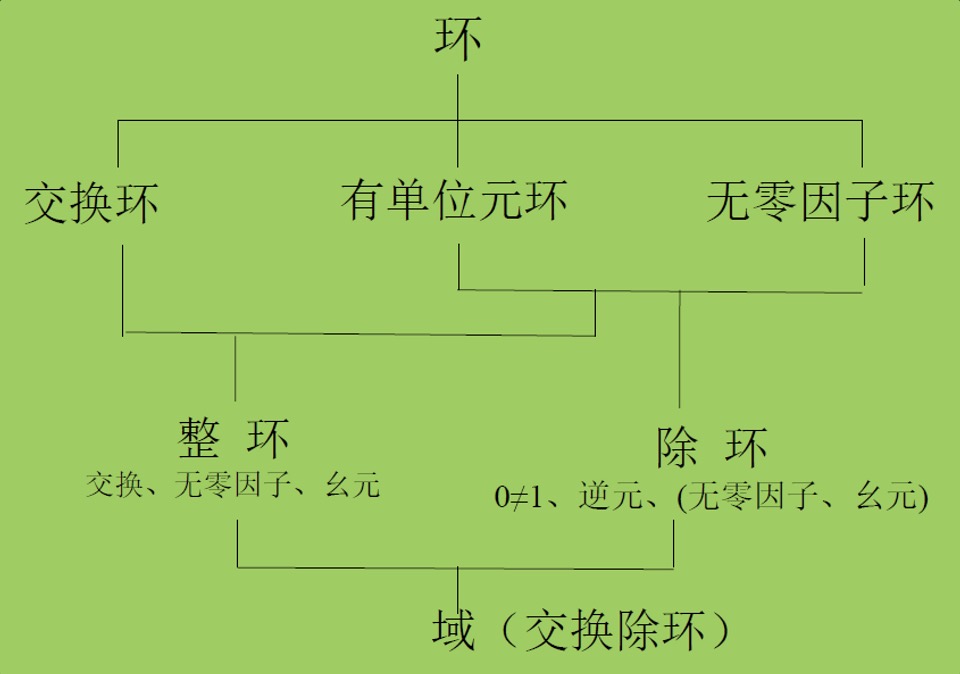 环
交换环 有单位元环 无零因子环
整 环
交换、无零因子、幺元
除 环
0≠1、逆元、(无零因子、幺元)
域（交换除环）